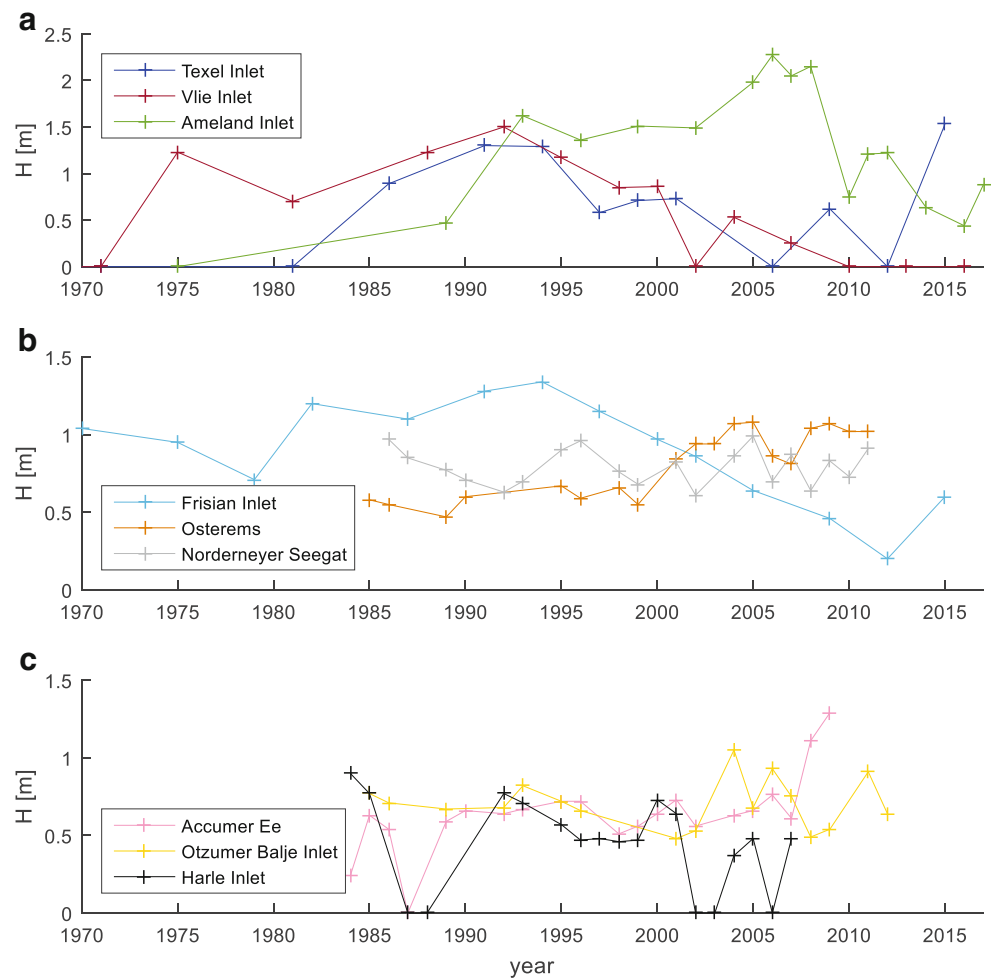 a
2.5
2
1.5
1
0.5
0
H [m]
Texel Inlet
Vlie Inlet
Ameland Inlet
1970 1975 1980 1985 1990 1995 2000 2005 2010 2015
b
1.5
1
0.5
0
H [m]
Frisian Inlet
Osterems
Norderneyer Seegat
1970 1975 1980 1985 1990 1995 2000 2005 2010 2015
c
1.5
1
0.5
0
H [m]
Accumer Ee
Otzumer Balje Inlet
Harle Inlet
1970 1975 1980 1985 1990 1995 2000 2005 2010 2015
year